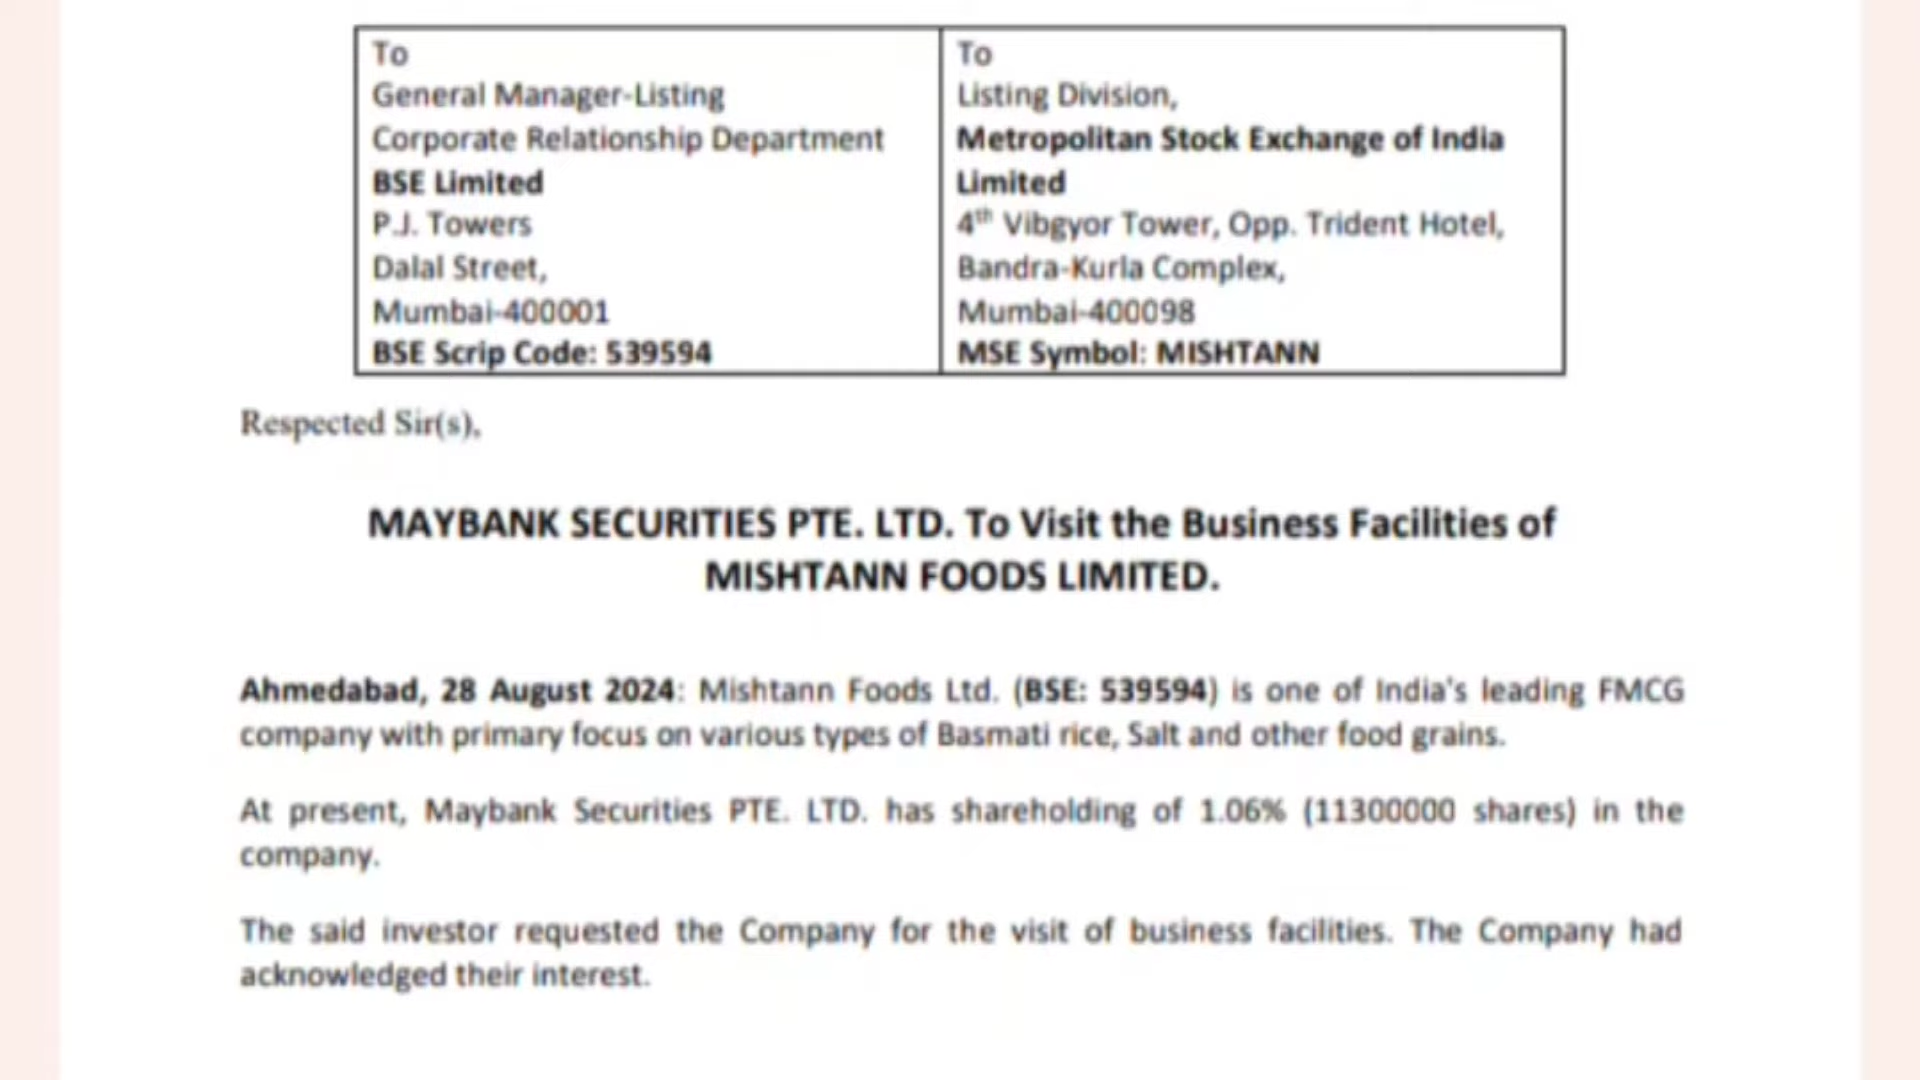 To
General Manager-Listing
Corporate Relationship Department
BSE Limited
P.J. Towers
Dalal Street,
Mumbai-400001
BSE Scrip Code: 539594
To
Listing Division,
Metropolitan Stock Exchange of India
Limited
4th Vibgyor Tower, Opp. Trident Hotel,
Bandra-Kurla Complex,
Mumbai-400098
MSE Symbol: MISHTANN
Respected Sir(s),
MAYBANK SECURITIES PTE. LTD. To Visit the Business Facilities of
MISHTANN FOODS LIMITED.
Ahmedabad, 28 August 2024: Mishtann Foods Ltd. (BSE: 539594) is one of India's leading FMCG
company with primary focus on various types of Basmati rice, Salt and other food grains.
At present, Maybank Securities PTE. LTD. has shareholding of 1.06% (11300000 shares) in the
company.
The said investor requested the Company for the visit of business facilities. The Company had
acknowledged their interest.